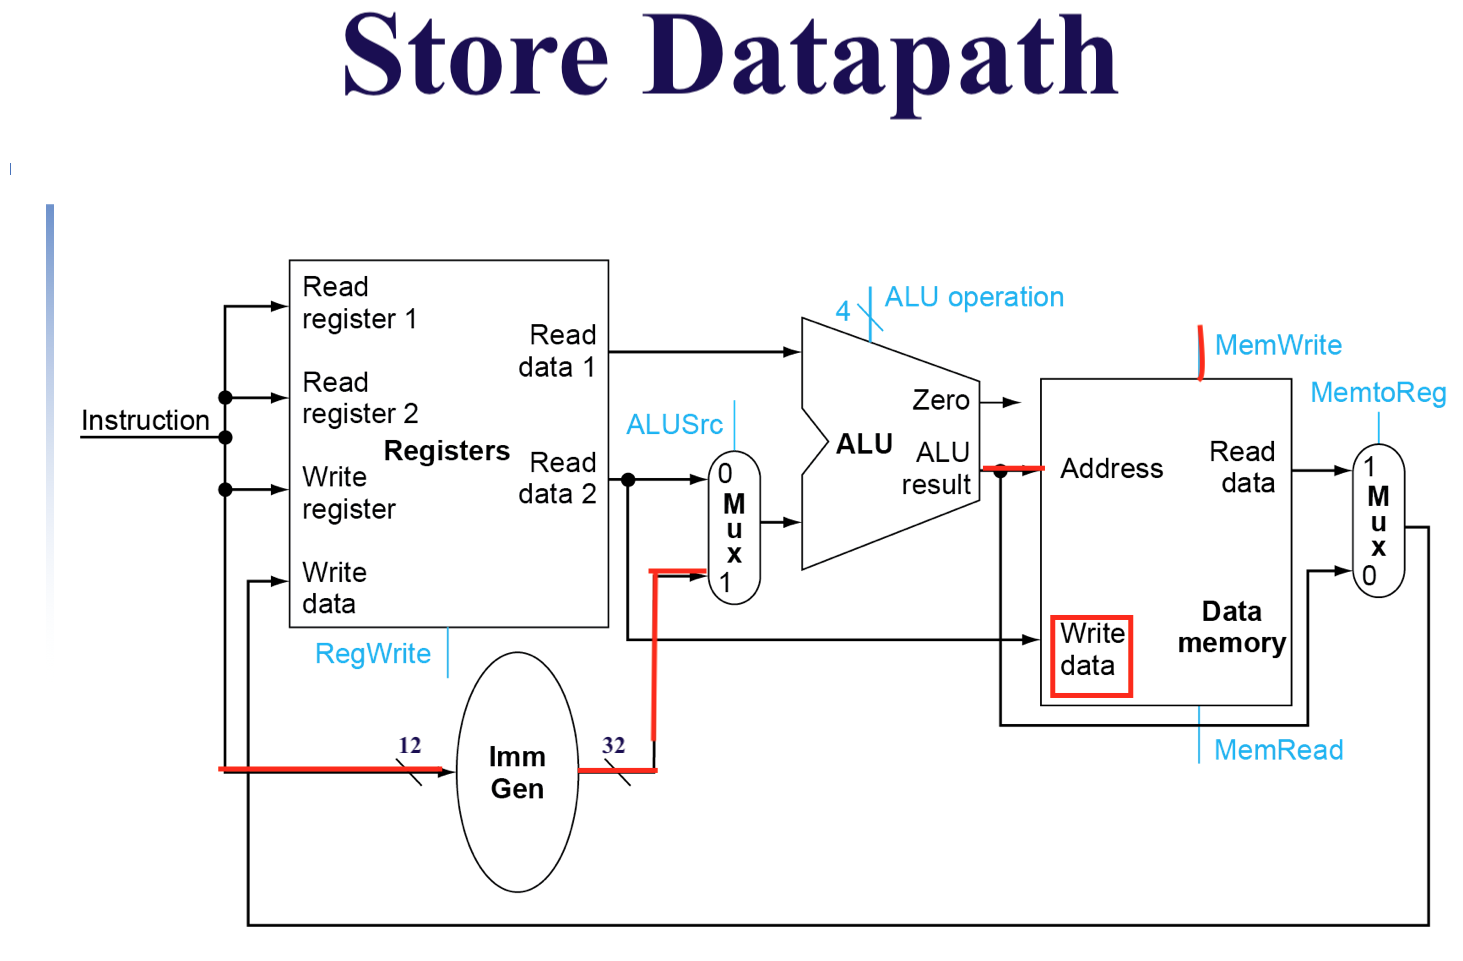 Store Datapath
Instruction
Read
register 1
Read
register 2
Registers
Write
register
Write
data
Read
data 1
Read
data 2
RegWrite
12
Imm
Gen
32
ALUSrc
0
M
u
x
1
4
ALU operation
Zero
ALU
ALU
result
MemWrite
Address
Read
data
Write
data
Data
memory
MemRead
MemtoReg
1
M
u
x
0